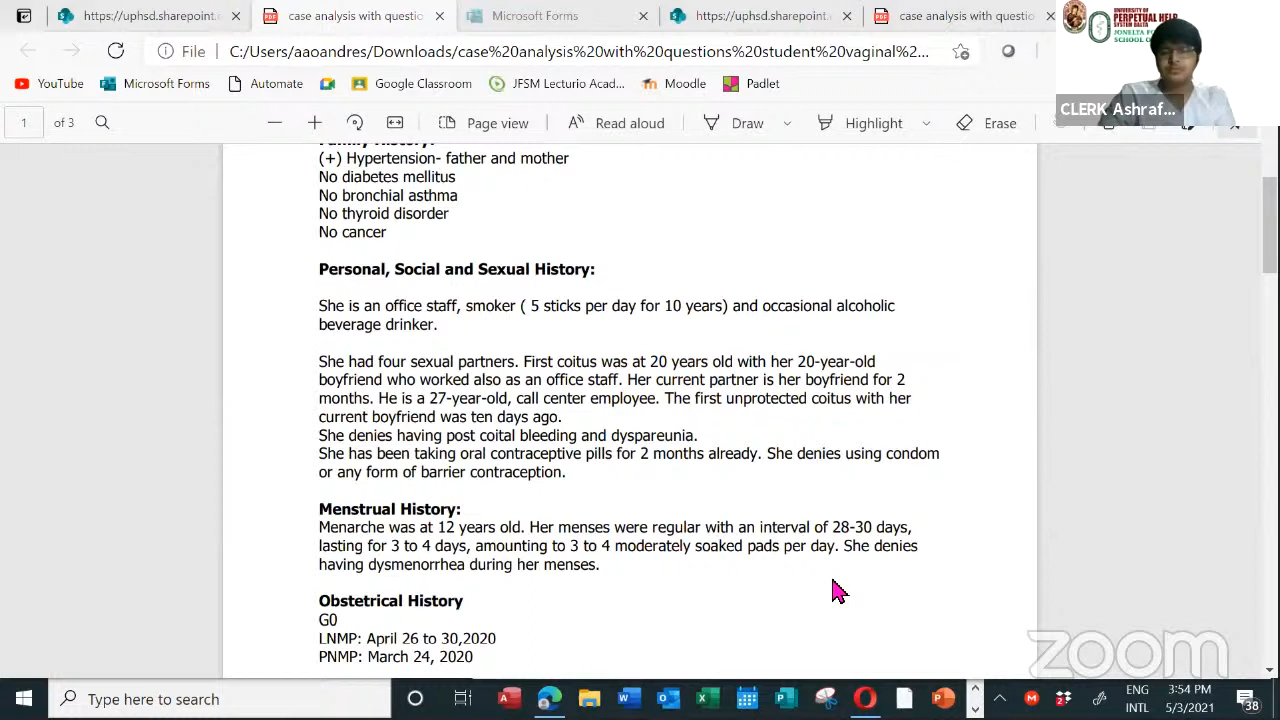 https://uphsd.sharepoint.c
case analysis with questio
Microsoft Forms
https://uphsd.sharepoint.c
case analysis with questio
UNIVERSITY OF
PERPETUAL HELP
SYSTEM DALTA
JONELTA FO
SCHOOL O
File
C:/Users/aaoandres/Downloads/case%20analysis%20with%20questions%20student%20vaginal%2...
YouTube
Microsoft Forms
Automate
Google Classroom
JFSM Lecturio Acad...
Moodle
Padlet
CLERK Ashraf...
1
of 3
Page view
Read aloud
Draw
Highlight
Erase
Family History:
(+) Hypertension- father and mother
No diabetes mellitus
No bronchial asthma
No thyroid disorder
No cancer
Personal, Social and Sexual History:
She is an office staff, smoker ( 5 sticks per day for 10 years) and occasional alcoholic
beverage drinker.
She had four sexual partners. First coitus was at 20 years old with her 20-year-old
boyfriend who worked also as an office staff. Her current partner is her boyfriend for 2
months. He is a 27-year-old, call center employee. The first unprotected coitus with her
current boyfriend was ten days ago.
She denies having post coital bleeding and dyspareunia.
She has been taking oral contraceptive pills for 2 months already. She denies using condom
or any form of barrier contraception.
Menstrual History:
Menarche was at 12 years old. Her menses were regular with an interval of 28-30 days,
lasting for 3 to 4 days, amounting to 3 to 4 moderately soaked pads per day. She denies
having dysmenorrhea during her menses.
Obstetrical History
G0
LNMP: April 26 to 30,2020
PNMP: March 24, 2020
zoom
Type here to search
ENG
INTL
3:54 PM
5/3/2021
38